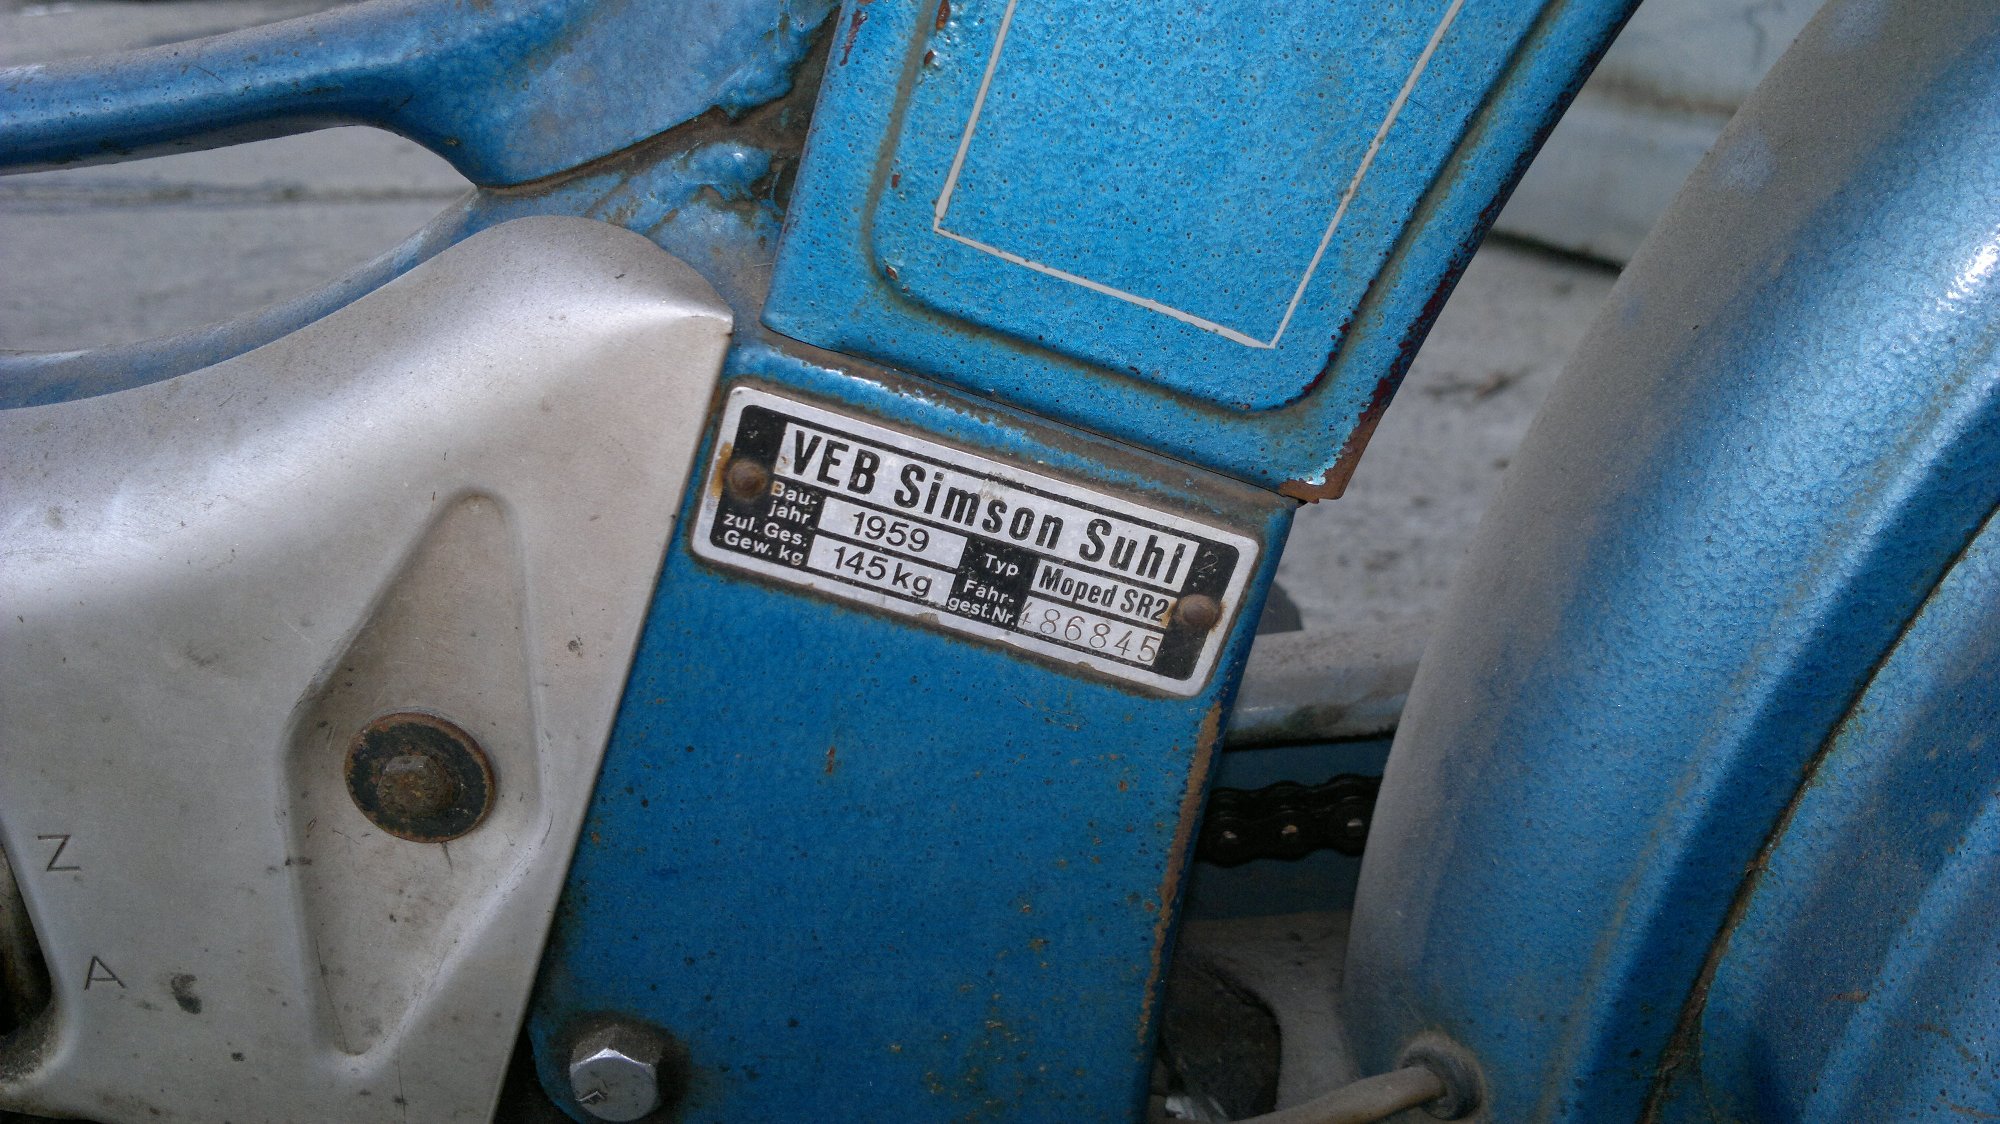 VEB Simson Suhl
Bau-
jahr 1959
Typ Moped SR2
zul. Ges.
Gew. kg 145 kg
Fahr-
gest.Nr. 486845
Z
A